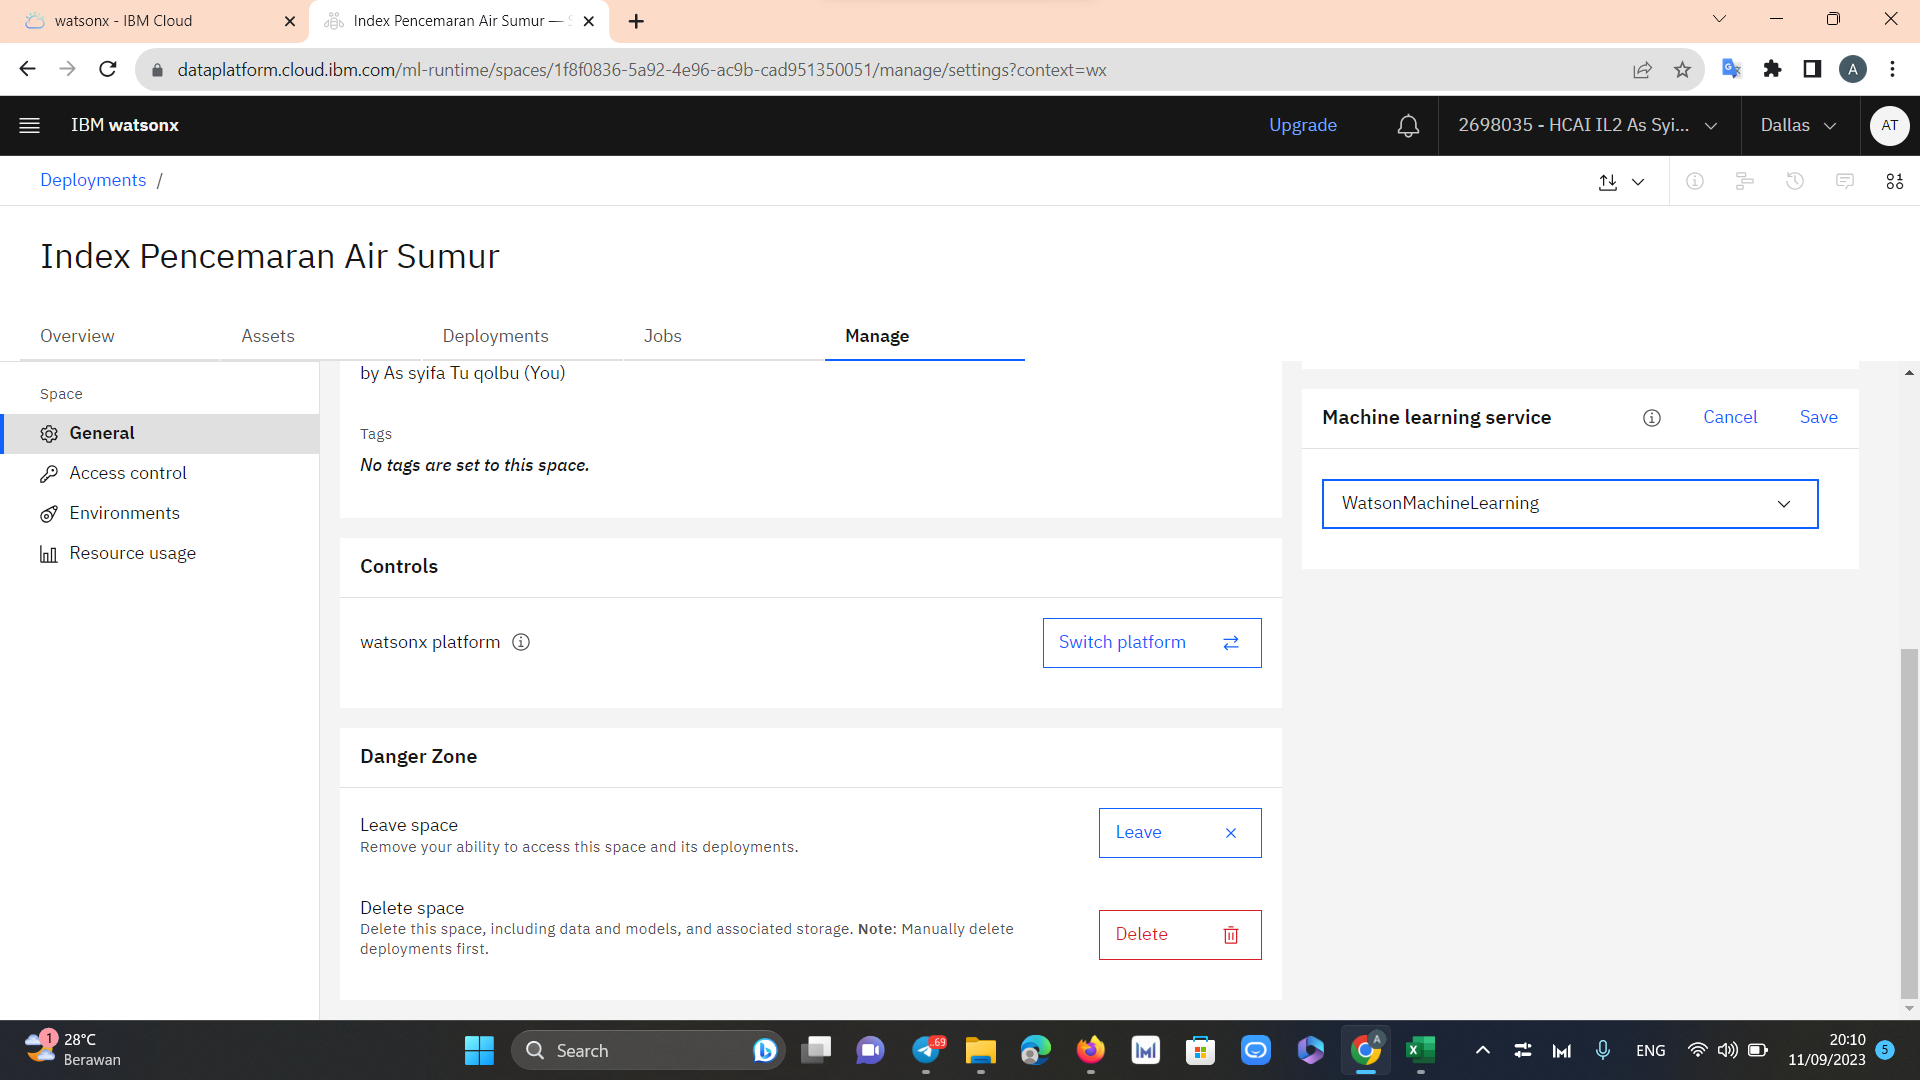 watsonx - IBM Cloud
Index Pencemaran Air Sumur —
dataplatform.cloud.ibm.com/ml-runtime/spaces/1f8f0836-5a92-4e96-ac9b-cad951350051/manage/settings?context=wx
A
IBM watsonx
Upgrade
2698035 - HCAI IL2 As Syi...
Dallas
AT
Deployments /
Index Pencemaran Air Sumur
Overview
Assets
Deployments
Jobs
Manage
Space
General
Access control
Environments
Resource usage
by As syifa Tu qolbu (You)
Tags
No tags are set to this space.
Controls
watsonx platform
Switch platform
Danger Zone
Leave space
Remove your ability to access this space and its deployments.
Leave
Delete space
Delete this space, including data and models, and associated storage. Note: Manually delete
deployments first.
Delete
Machine learning service
Cancel
Save
WatsonMachineLearning
1
28°C
Berawan
Search
..69
A
ENG
20:10
11/09/2023
5